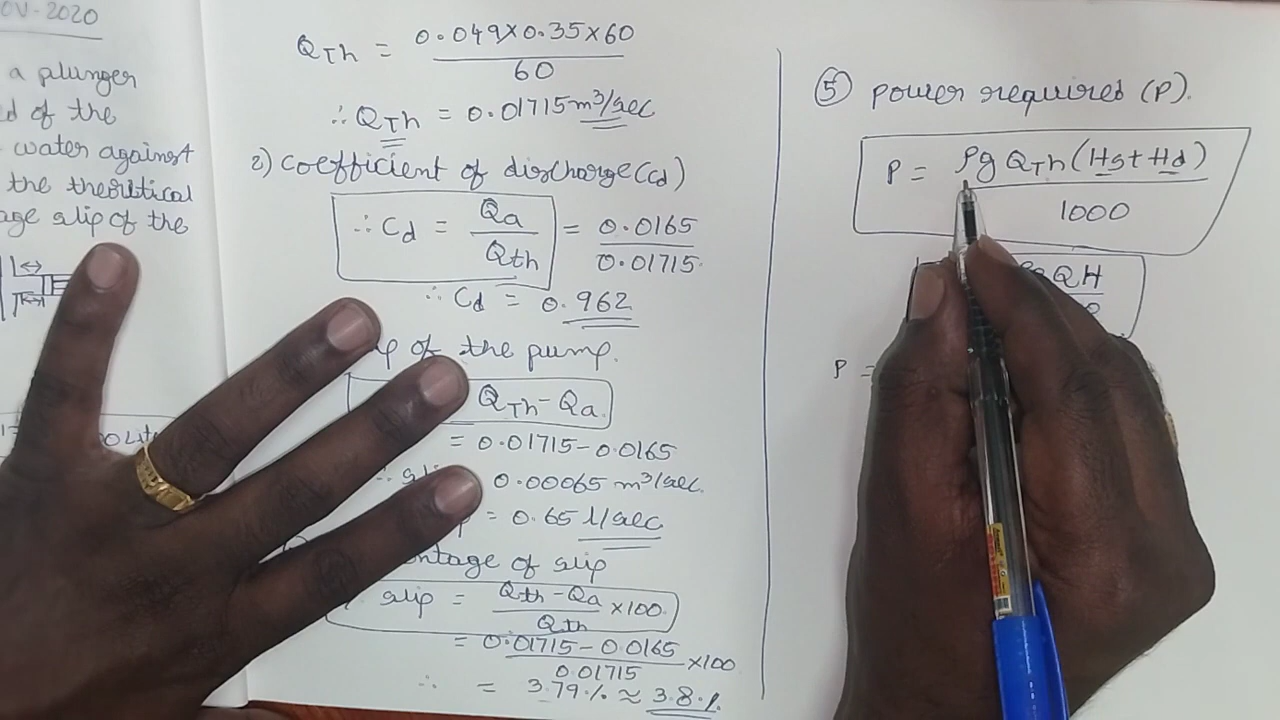 OV-2020
a plunger
ed of the
water against
the theoritical
age slip of the
QTh = 0.049×0.35×60
60
∴ QTh = 0.01715 m³/sec
2) coefficient of discharge (Cd)
∴ Cd = Qa / Qth = 0.0165 / 0.01715
∴ Cd = 0.962
of the pump.
QTh - Qa.
= 0.01715 - 0.0165
0.00065 m³/sec.
= 0.65 l/sec
ntage of slip
slip = Qth - Qa / Qth ×100
= 0.01715 - 0.0165 / 0.01715 ×100
∴ = 3.79.% ≈ 3.8.%
5 power required (P).
P = ρg QTh (Hs+Hd)
1000
QH
P =